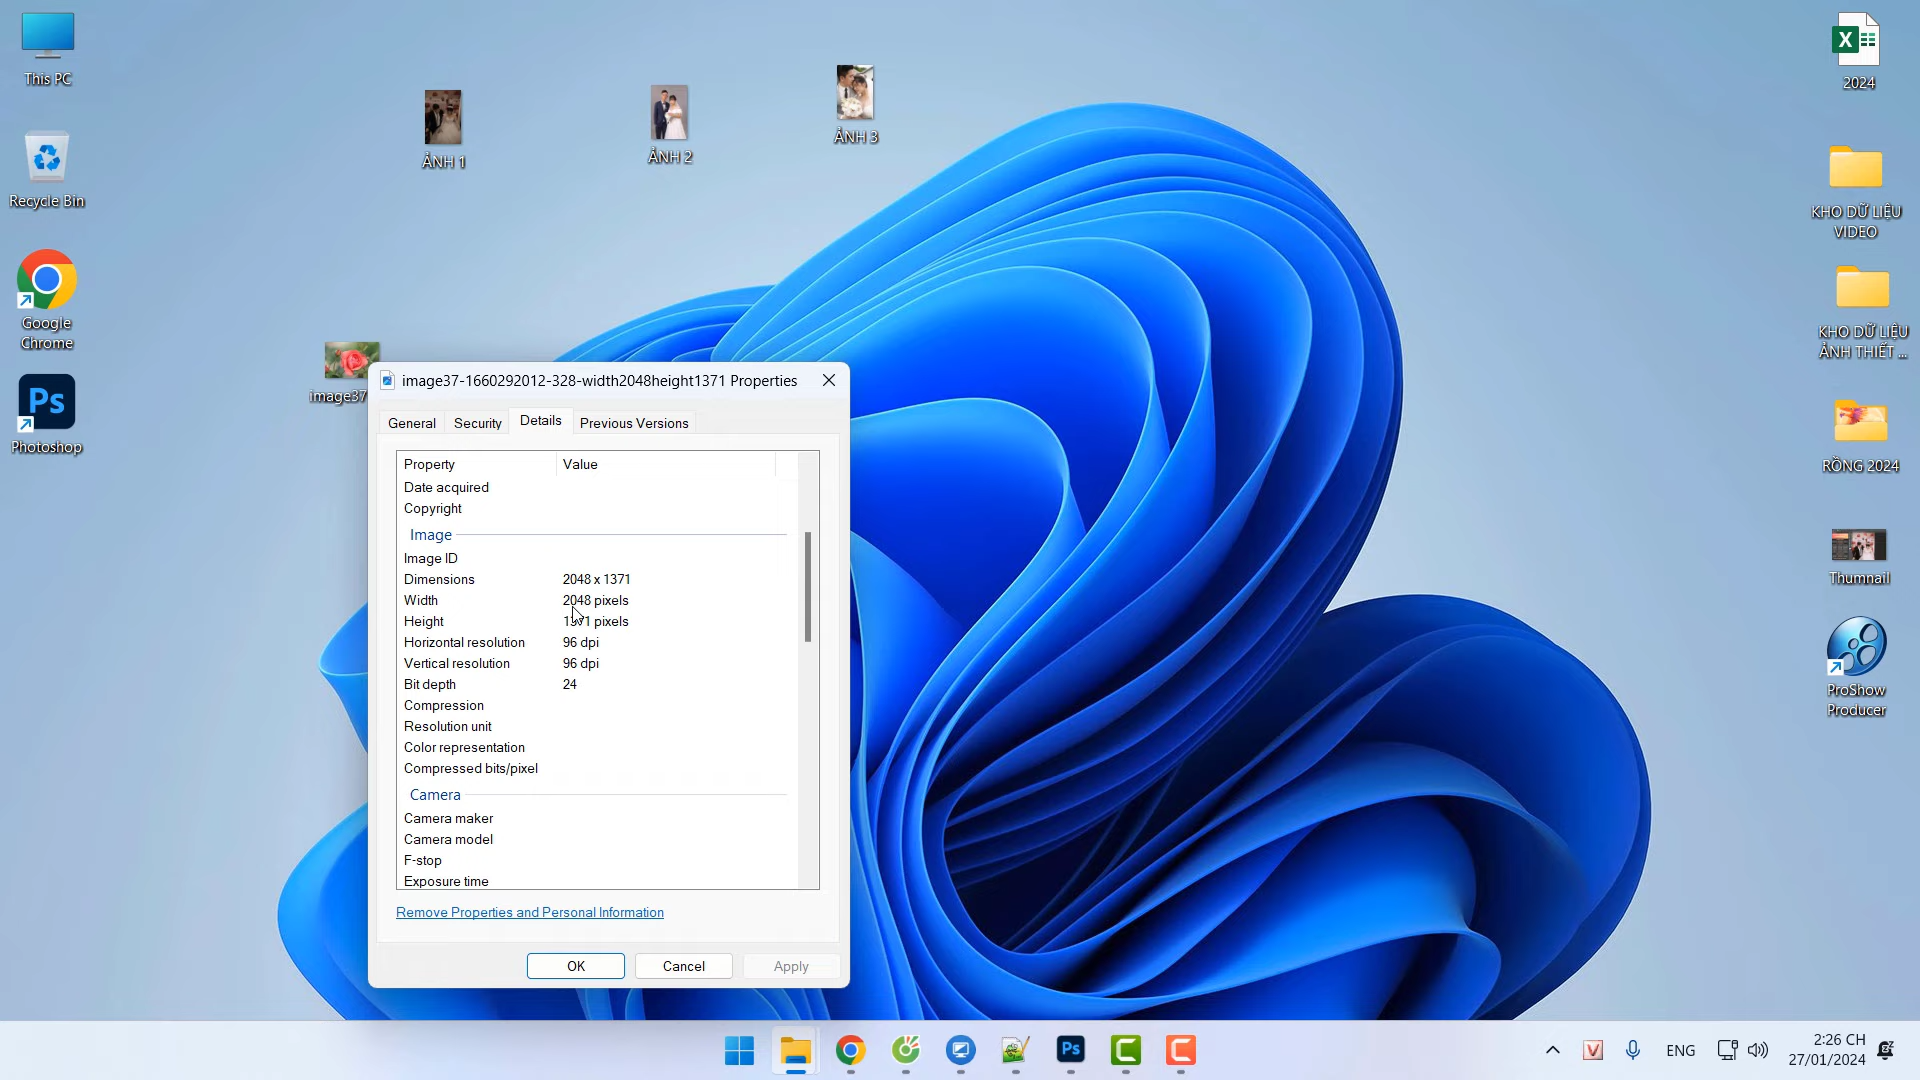 This PC
Recycle Bin
Google
Chrome
Ps
Photoshop
ẢNH 1
ẢNH 2
ẢNH 3
image37
image37-1660292012-328-width2048height1371 Properties
General Security Details Previous Versions
Property Value
Date acquired
Copyright
Image
Image ID
Dimensions 2048 x 1371
Width 2048 pixels
Height 1371 pixels
Horizontal resolution 96 dpi
Vertical resolution 96 dpi
Bit depth 24
Compression
Resolution unit
Color representation
Compressed bits/pixel
Camera
Camera maker
Camera model
F-stop
Exposure time
Remove Properties and Personal Information
OK Cancel Apply
X
2024
KHO DỮ LIỆU
VIDEO
KHO DỮ LIỆU
ẢNH THIẾT ...
RỒNG 2024
Thumnail
ProShow
Producer
Ps
V
ENG
2:26 CH
27/01/2024